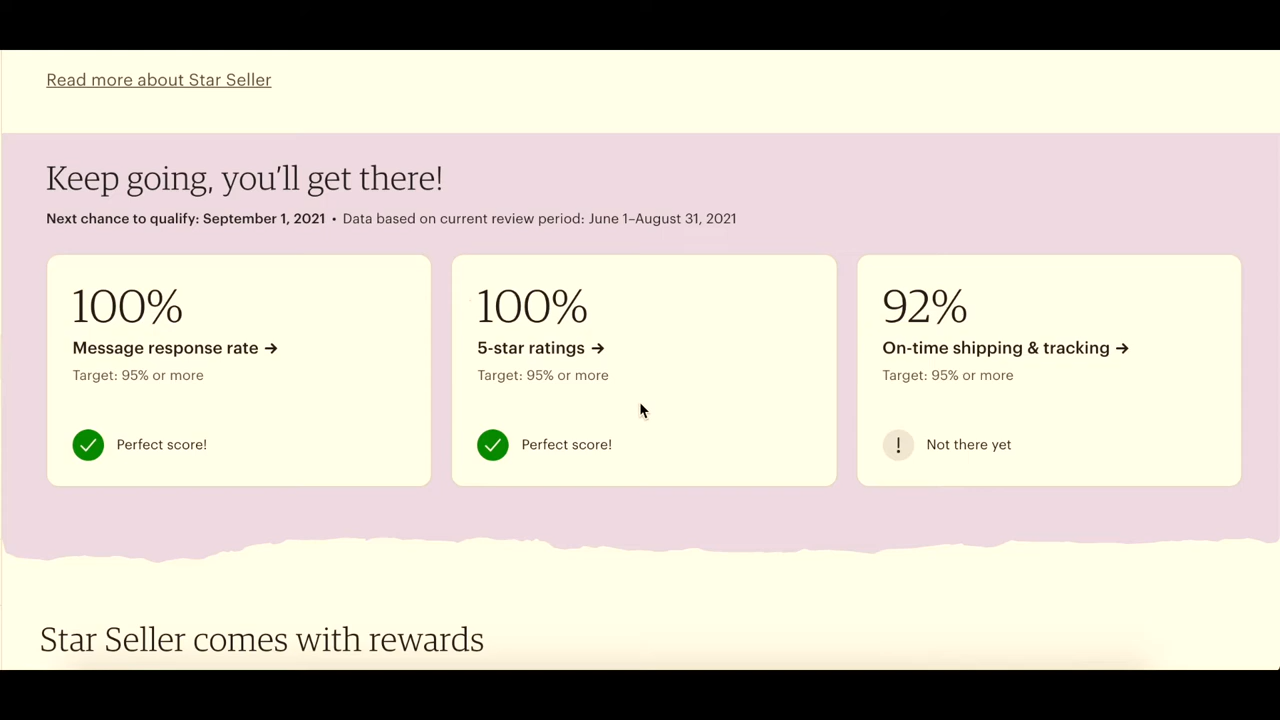 Read more about Star Seller
Keep going, you’ll get there!
Next chance to qualify: September 1, 2021 • Data based on current review period: June 1–August 31, 2021
100%
Message response rate →
Target: 95% or more
Perfect score!
100%
5-star ratings →
Target: 95% or more
Perfect score!
92%
On-time shipping & tracking →
Target: 95% or more
! Not there yet
Star Seller comes with rewards